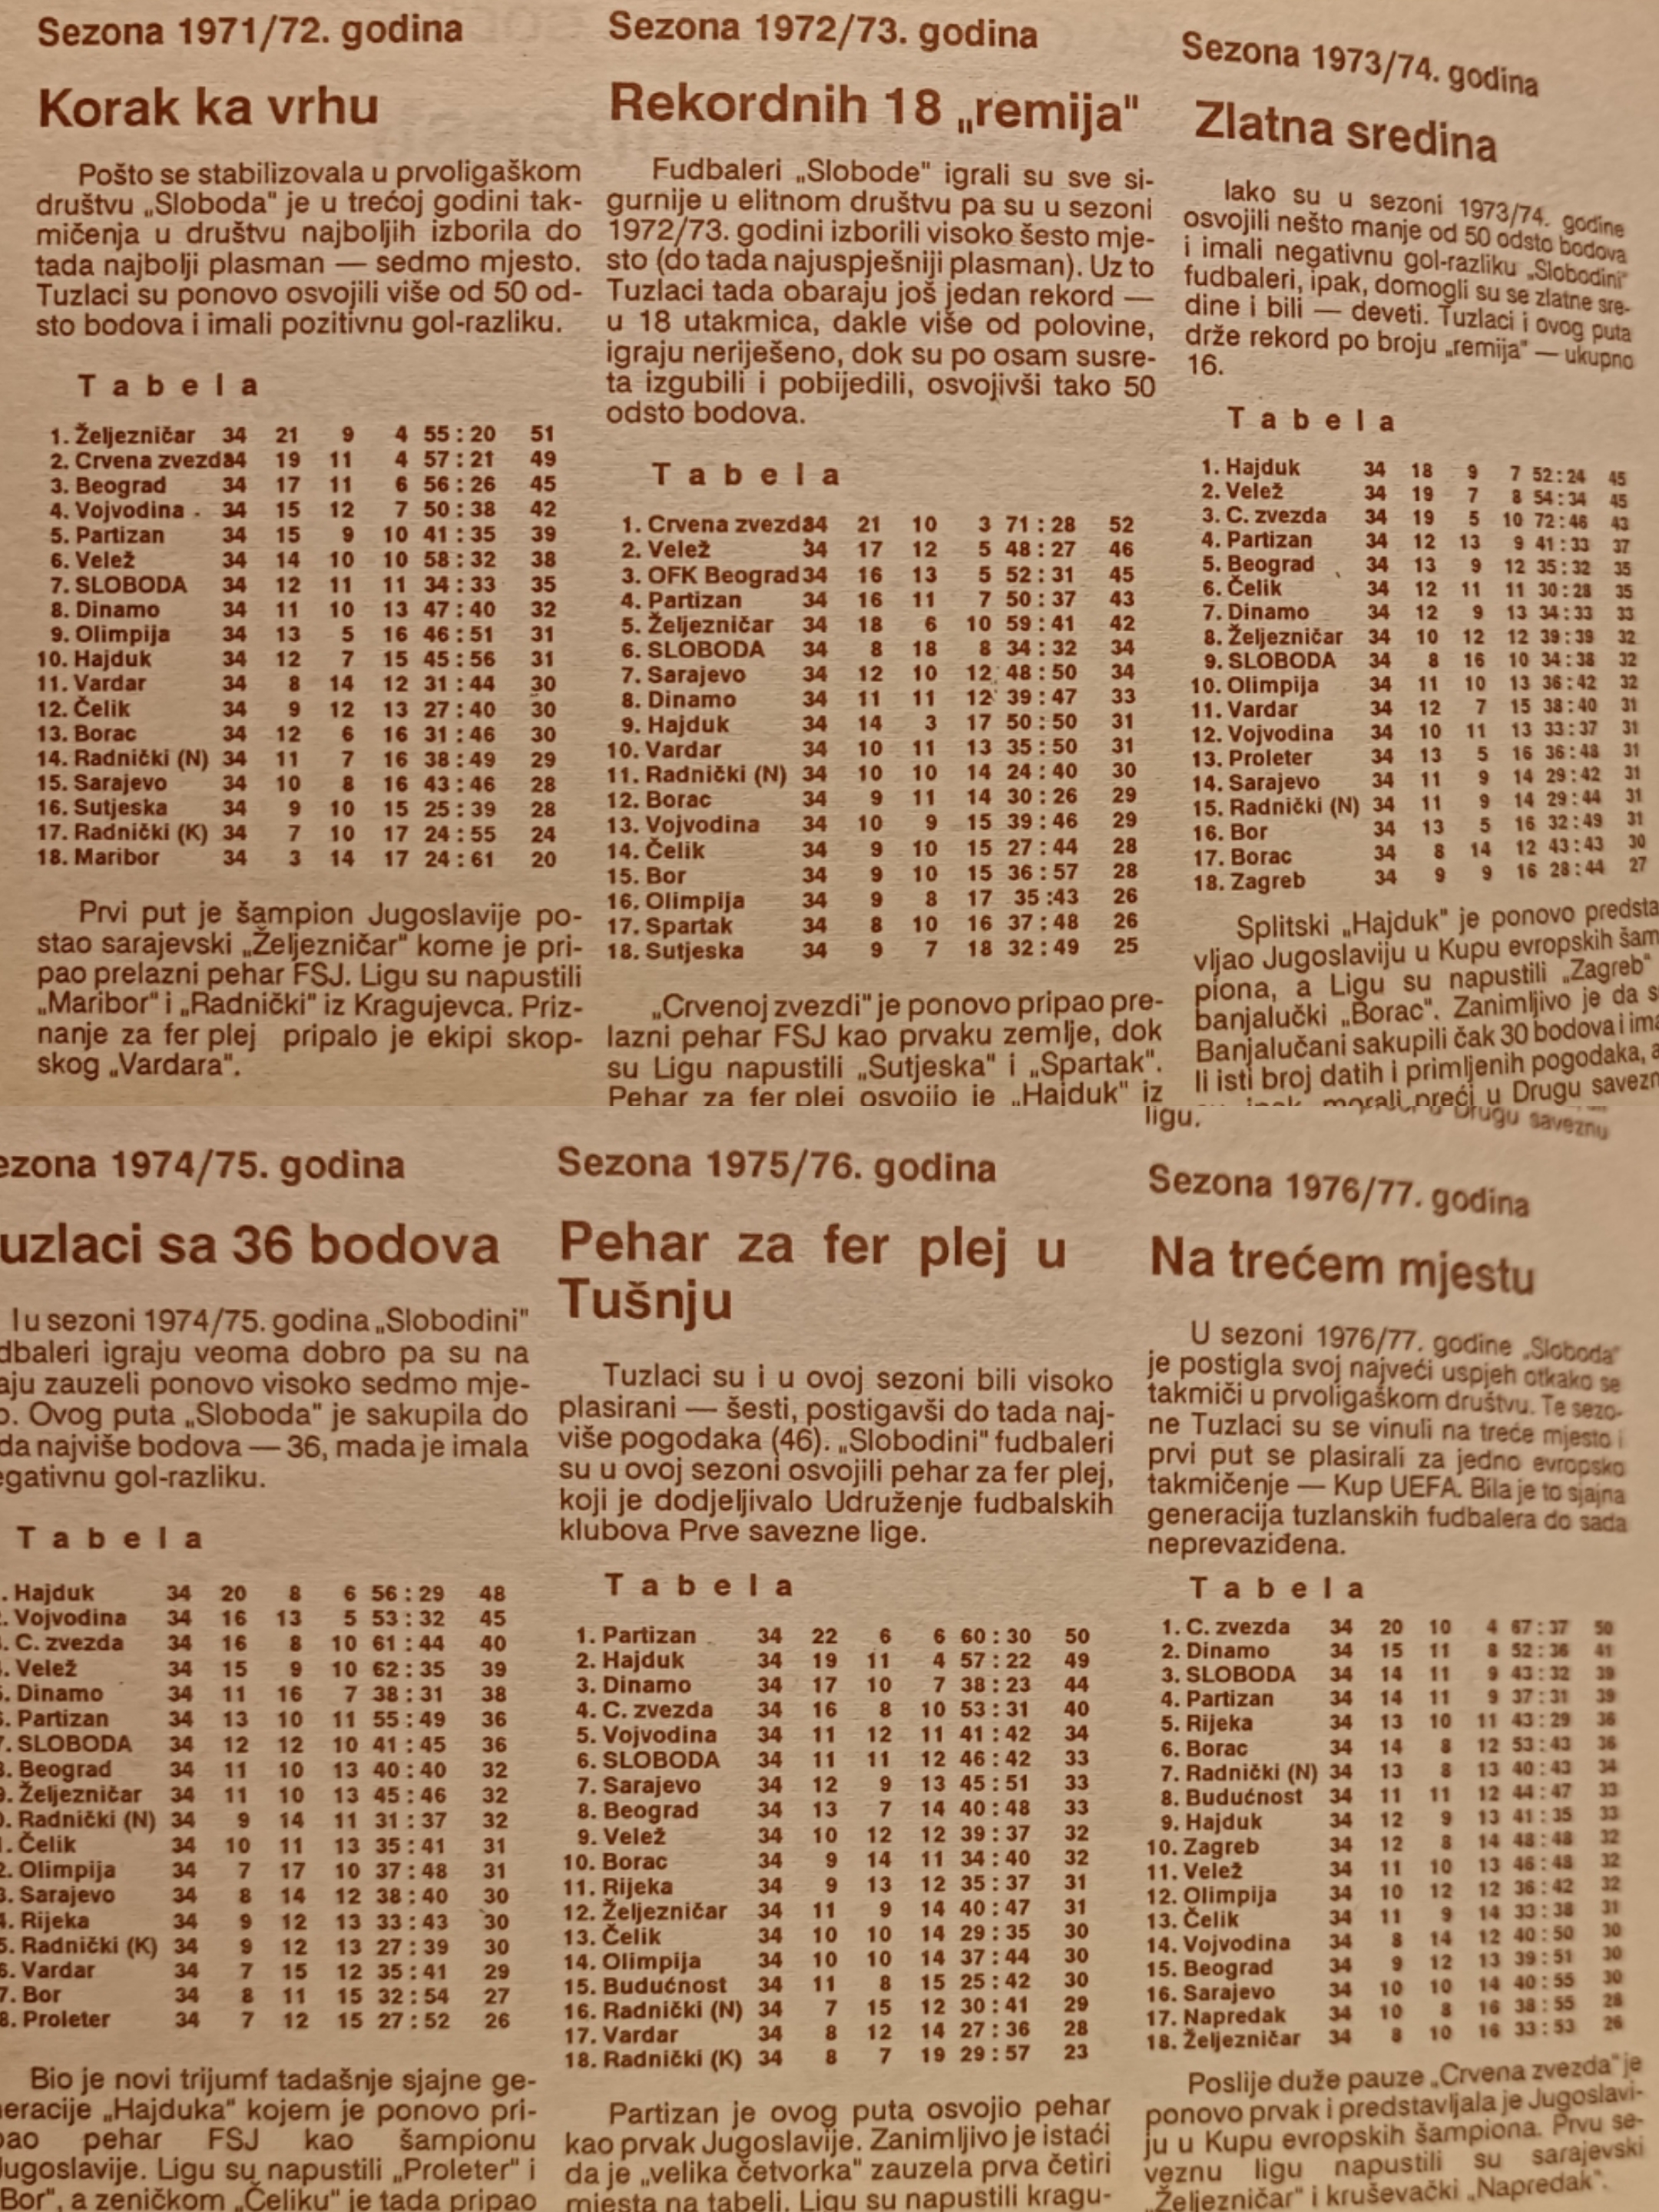 Sezona 1971/72. godina
Korak ka vrhu
Pošto se stabilizovala u prvoligaškom
društvu „Sloboda" je u trećoj godini tak-
mičenja u društvu najboljih izborila do
tada najbolji plasman — sedmo mjesto.
Tuzlaci su ponovo osvojili više od 50 od-
sto bodova i imali pozitivnu gol-razliku.
Tabela
1. Željezničar 34 21 9 4 55:20 51
2. Crvena zvezda 34 19 11 4 57:21 49
3. Beograd 34 17 11 6 56:26 45
4. Vojvodina 34 15 12 7 50:38 42
5. Partizan 34 15 9 10 41:35 39
6. Velež 34 14 10 10 58:32 38
7. SLOBODA 34 12 11 11 34:33 35
8. Dinamo 34 11 10 13 47:40 32
9. Olimpija 34 13 5 16 46:51 31
10. Hajduk 34 12 7 15 45:56 31
11. Vardar 34 8 14 12 31:44 30
12. Čelik 34 9 12 13 27:40 30
13. Borac 34 12 6 16 31:46 30
14. Radnički (N) 34 11 7 16 38:49 29
15. Sarajevo 34 10 8 16 43:46 28
16. Sutjeska 34 9 10 15 25:39 28
17. Radnički (K) 34 7 10 17 24:55 24
18. Maribor 34 3 14 17 24:61 20
Prvi put je šampion Jugoslavije po-
stao sarajevski „Željezničar" kome je pri-
pao prelazni pehar FSJ. Ligu su napustili
„Maribor" i „Radnički" iz Kragujevca. Priz-
nanje za fer plej pripalo je ekipi skop-
skog „Vardara".
Sezona 1972/73. godina
Rekordnih 18 „remija"
Fudbaleri „Slobode" igrali su sve si-
gurnije u elitnom društvu pa su u sezoni
1972/73. godini izborili visoko šesto mje-
sto (do tada najuspješniji plasman). Uz to
Tuzlaci tada obaraju još jedan rekord —
u 18 utakmica, dakle više od polovine,
igraju neriješeno, dok su po osam susre-
ta izgubili i pobijedili, osvojivši tako 50
odsto bodova.
Tabela
1. Crvena zvezda 34 21 10 3 71:28 52
2. Velež 34 17 12 5 48:27 46
3. OFK Beograd 34 16 13 5 52:31 45
4. Partizan 34 16 11 7 50:37 43
5. Željezničar 34 18 6 10 59:41 42
6. SLOBODA 34 8 18 8 34:32 34
7. Sarajevo 34 12 10 12 48:50 34
8. Dinamo 34 11 11 12 39:47 33
9. Hajduk 34 14 3 17 50:50 31
10. Vardar 34 10 11 13 35:50 31
11. Radnički (N) 34 10 10 14 24:40 30
12. Borac 34 9 11 14 30:26 29
13. Vojvodina 34 10 9 15 39:46 29
14. Čelik 34 9 10 15 27:44 28
15. Bor 34 9 10 15 36:57 28
16. Olimpija 34 9 8 17 35:43 26
17. Spartak 34 8 10 16 37:48 26
18. Sutjeska 34 9 7 18 32:49 25
„Crvenoj zvezdi" je ponovo pripao pre-
lazni pehar FSJ kao prvaku zemlje, dok
su Ligu napustili „Sutjeska" i „Spartak".
Pehar za fer plej osvojio je „Hajduk" iz
Sezona 1973/74. godina
Zlatna sredina
Iako su u sezoni 1973/74. godine
osvojili nešto manje od 50 odsto bodova
i imali negativnu gol-razliku „Slobodini"
fudbaleri, ipak, domogli su se zlatne sre-
dine i bili — deveti. Tuzlaci i ovog puta
drže rekord po broju „remija" — ukupno
16.
Tabela
1. Hajduk 34 18 9 7 52:24 45
2. Velež 34 19 7 8 54:34 45
3. C. zvezda 34 19 5 10 72:46 43
4. Partizan 34 12 13 9 41:33 37
5. Beograd 34 13 9 12 35:32 35
6. Čelik 34 12 11 11 30:28 35
7. Dinamo 34 12 9 13 34:33 33
8. Željezničar 34 10 12 12 39:39 32
9. SLOBODA 34 8 16 10 34:38 32
10. Olimpija 34 11 10 13 36:42 32
11. Vardar 34 12 7 15 38:40 31
12. Vojvodina 34 10 11 13 33:37 31
13. Proleter 34 13 5 16 36:48 31
14. Sarajevo 34 11 9 14 29:42 31
15. Radnički (N) 34 11 9 14 29:44 31
16. Bor 34 13 5 16 32:49 31
17. Borac 34 8 14 12 43:43 30
18. Zagreb 34 9 9 16 28:44 27
Splitski „Hajduk" je ponovo predsta
vljao Jugoslaviju u Kupu evropskih šam
piona, a Ligu su napustili „Zagreb"
banjalučki „Borac". Zanimljivo je da s
Banjalučani sakupili čak 30 bodova i ima
li isti broj datih i primljenih pogodaka, a
ipak, morali preći u Drugu savezn
u Drugu saveznu
ligu.
ezona 1974/75. godina
uzlaci sa 36 bodova
I u sezoni 1974/75. godina „Slobodini"
dbaleri igraju veoma dobro pa su na
aju zauzeli ponovo visoko sedmo mje-
o. Ovog puta „Sloboda" je sakupila do
da najviše bodova — 36, mada je imala
egativnu gol-razliku.
Tabela
. Hajduk 34 20 8 6 56:29 48
. Vojvodina 34 16 13 5 53:32 45
. C. zvezda 34 16 8 10 61:44 40
. Velež 34 15 9 10 62:35 39
. Dinamo 34 11 16 7 38:31 38
. Partizan 34 13 10 11 55:49 36
7. SLOBODA 34 12 12 10 41:45 36
. Beograd 34 11 10 13 40:40 32
. Željezničar 34 11 10 13 45:46 32
. Radnički (N) 34 9 14 11 31:37 32
. Čelik 34 10 11 13 35:41 31
2. Olimpija 34 7 17 10 37:48 31
3. Sarajevo 34 8 14 12 38:40 30
4. Rijeka 34 9 12 13 33:43 30
5. Radnički (K) 34 9 12 13 27:39 30
6. Vardar 34 7 15 12 35:41 29
7. Bor 34 8 11 15 32:54 27
8. Proleter 34 7 12 15 27:52 26
Bio je novi trijumf tadašnje sjajne ge-
eracije „Hajduka" kojem je ponovo pri-
pao pehar FSJ kao šampionu
Jugoslavije. Ligu su napustili „Proleter" i
Bor", a zeničkom „Čeliku" je tada pripao
Sezona 1975/76. godina
Pehar za fer plej u
Tušnju
Tuzlaci su i u ovoj sezoni bili visoko
plasirani — šesti, postigavši do tada naj-
više pogodaka (46). „Slobodini" fudbaleri
su u ovoj sezoni osvojili pehar za fer plej,
koji je dodjeljivalo Udruženje fudbalskih
klubova Prve savezne lige.
Tabela
1. Partizan 34 22 6 6 60:30 50
2. Hajduk 34 19 11 4 57:22 49
3. Dinamo 34 17 10 7 38:23 44
4. C. zvezda 34 16 8 10 53:31 40
5. Vojvodina 34 11 12 11 41:42 34
6. SLOBODA 34 11 11 12 46:42 33
7. Sarajevo 34 12 9 13 45:51 33
8. Beograd 34 13 7 14 40:48 33
9. Velež 34 10 12 12 39:37 32
10. Borac 34 9 14 11 34:40 32
11. Rijeka 34 9 13 12 35:37 31
12. Željezničar 34 11 9 14 40:47 31
13. Čelik 34 10 10 14 29:35 30
14. Olimpija 34 10 10 14 37:44 30
15. Budućnost 34 11 8 15 25:42 30
16. Radnički (N) 34 7 15 12 30:41 29
17. Vardar 34 8 12 14 27:36 28
18. Radnički (K) 34 8 7 19 29:57 23
Partizan je ovog puta osvojio pehar
kao prvak Jugoslavije. Zanimljivo je istaći
da je „velika četvorka" zauzela prva četiri
mjesta na tabeli. Ligu su napustili kragu-
Sezona 1976/77. godina
Na trećem mjestu
U sezoni 1976/77. godine „Sloboda"
je postigla svoj najveći uspjeh otkako se
takmiči u prvoligaškom društvu. Te sezo-
ne Tuzlaci su se vinuli na treće mjesto i
prvi put se plasirali za jedno evropsko
takmičenje — Kup UEFA. Bila je to sjajna
generacija tuzlanskih fudbalera do sada
neprevaziđena.
Tabela
1. C. zvezda 34 20 10 4 67:37 50
2. Dinamo 34 15 11 8 52:36 41
3. SLOBODA 34 14 11 9 43:32 39
4. Partizan 34 14 11 9 37:31 39
5. Rijeka 34 13 10 11 43:29 36
6. Borac 34 14 8 12 53:43 36
7. Radnički (N) 34 13 8 13 40:43 34
8. Budućnost 34 11 11 12 44:47 33
9. Hajduk 34 12 9 13 41:35 33
10. Zagreb 34 12 8 14 48:48 32
11. Velež 34 11 10 13 46:48 32
12. Olimpija 34 10 12 12 36:42 32
13. Čelik 34 11 9 14 33:38 31
14. Vojvodina 34 8 14 12 40:50 30
15. Beograd 34 9 12 13 39:51 30
16. Sarajevo 34 10 10 14 40:55 30
17. Napredak 34 10 8 16 38:55 28
18. Željezničar 34 8 10 16 33:53 26
Poslije duže pauze „Crvena zvezda" je
ponovo prvak i predstavljala je Jugoslavi-
ju u Kupu evropskih šampiona. Prvu se-
veznu ligu napustili su sarajevski
„Željezničar" i kruševački „Napredak".